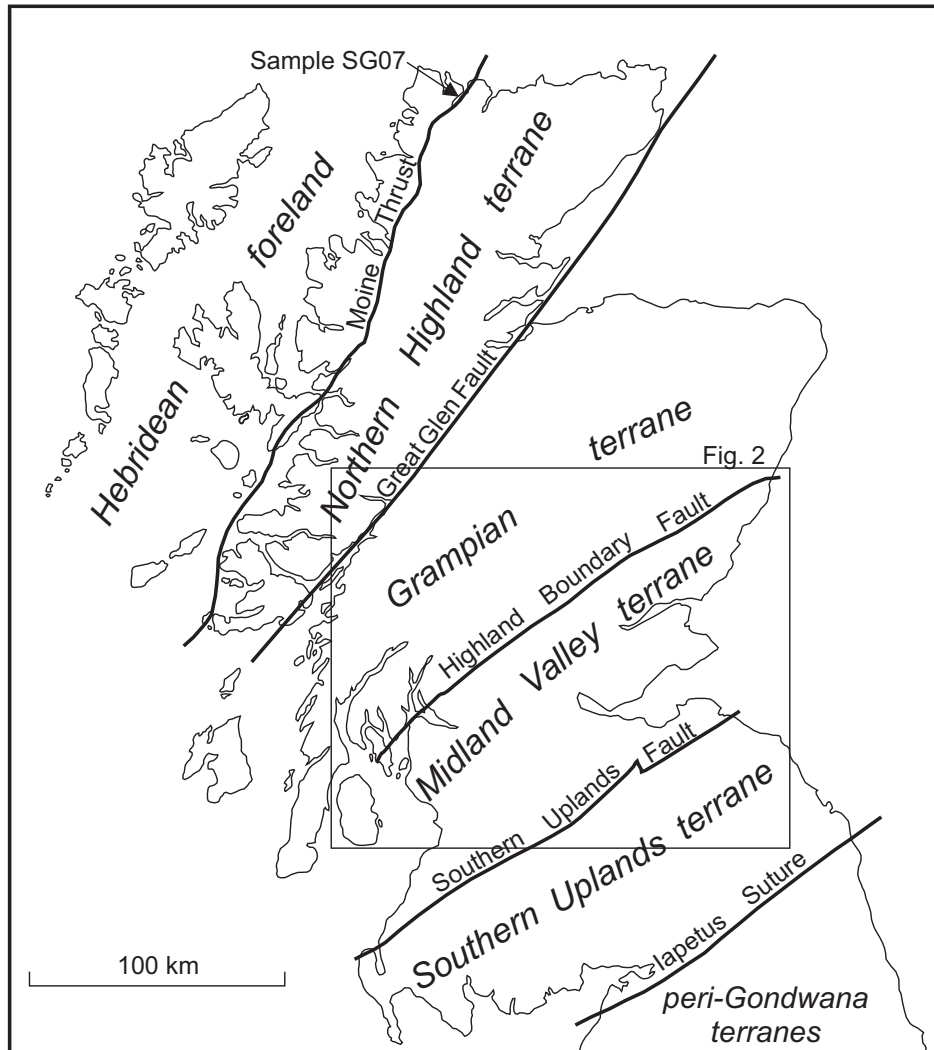 Sample SG07
Hebridean foreland
Moine Thrust
Northern Highland terrane
Great Glen Fault
Grampian terrane
Fig. 2
Highland Boundary Fault
Midland Valley terrane
Southern Uplands Fault
Southern Uplands terrane
Iapetus Suture
100 km
peri-Gondwana
terranes